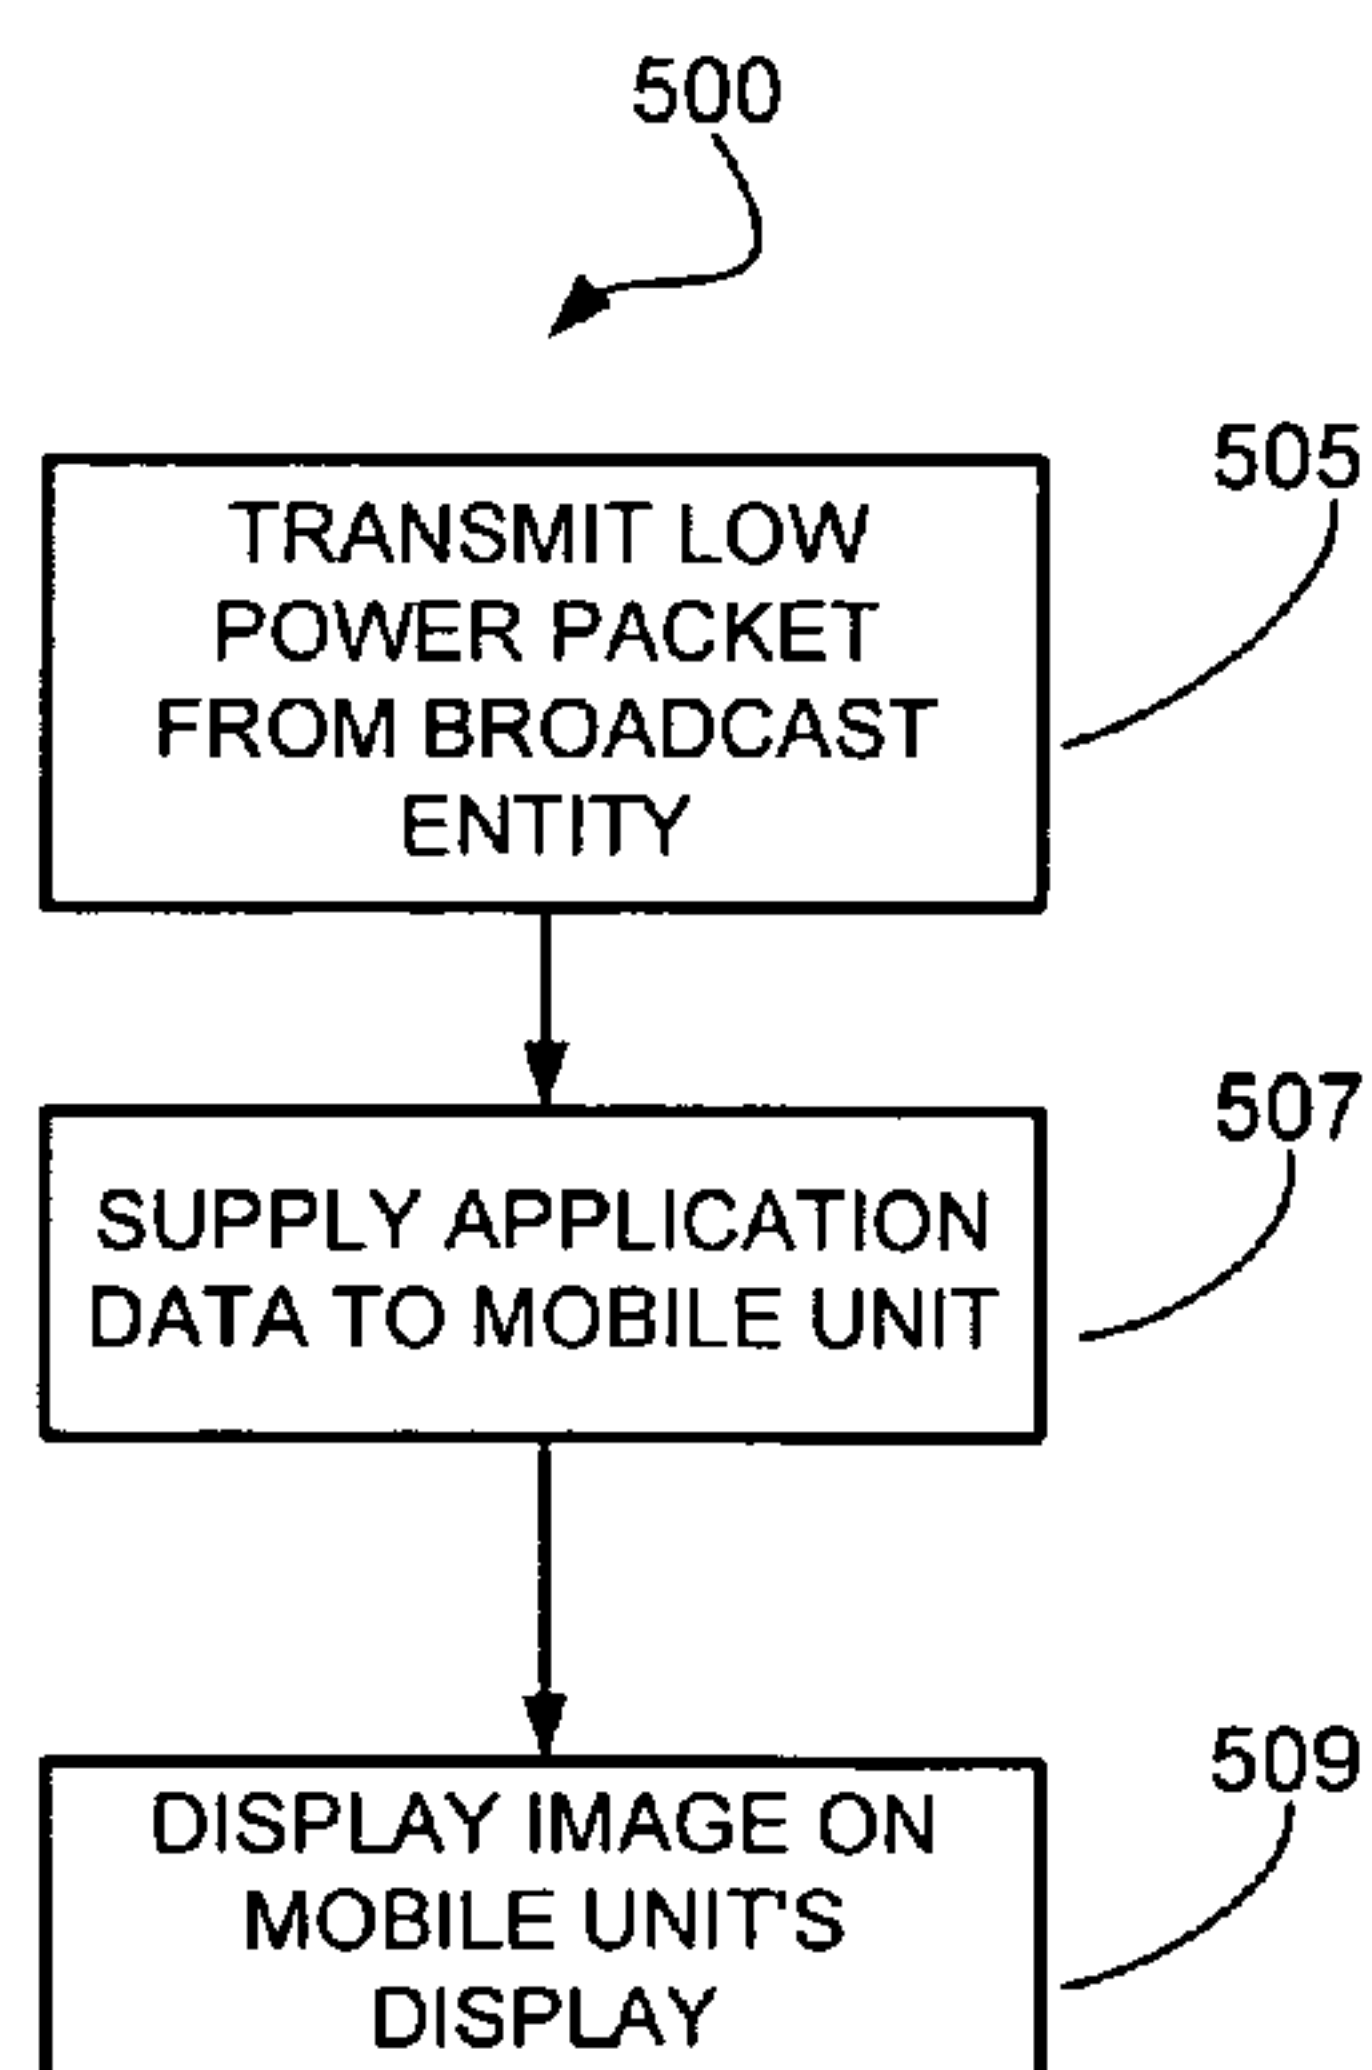 500
505
TRANSMIT LOW
POWER PACKET
FROM BROADCAST
ENTITY
507
SUPPLY APPLICATION
DATA TO MOBILE UNIT
509
DISPLAY IMAGE ON
MOBILE UNIT'S
DISPLAY